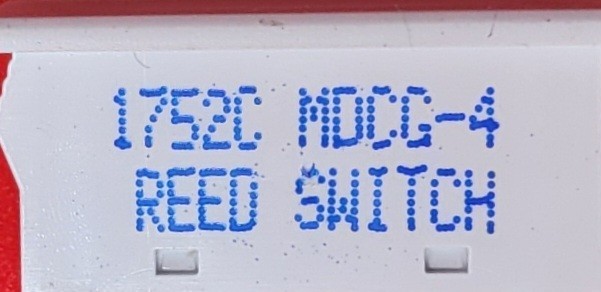 1752C MDCG-4
REED SWITCH